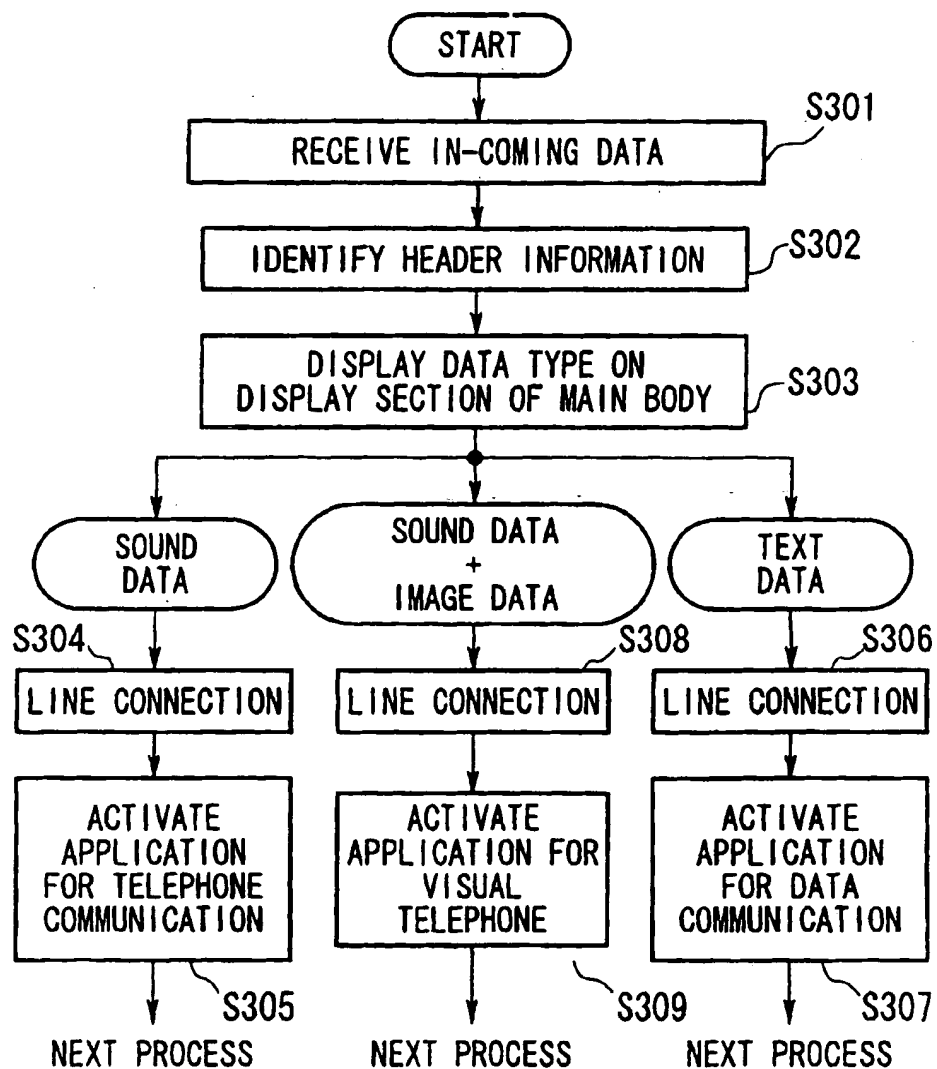 START
S301
RECEIVE IN-COMING DATA
S302
IDENTIFY HEADER INFORMATION
DISPLAY DATA TYPE ON
DISPLAY SECTION OF MAIN BODY
S303
SOUND
DATA
SOUND DATA
+
IMAGE DATA
TEXT
DATA
S304
S308
S306
LINE CONNECTION
LINE CONNECTION
LINE CONNECTION
ACTIVATE
APPLICATION
FOR TELEPHONE
COMMUNICATION
ACTIVATE
APPLICATION FOR
VISUAL
TELEPHONE
ACTIVATE
APPLICATION
FOR DATA
COMMUNICATION
S305
S309
S307
NEXT PROCESS
NEXT PROCESS
NEXT PROCESS